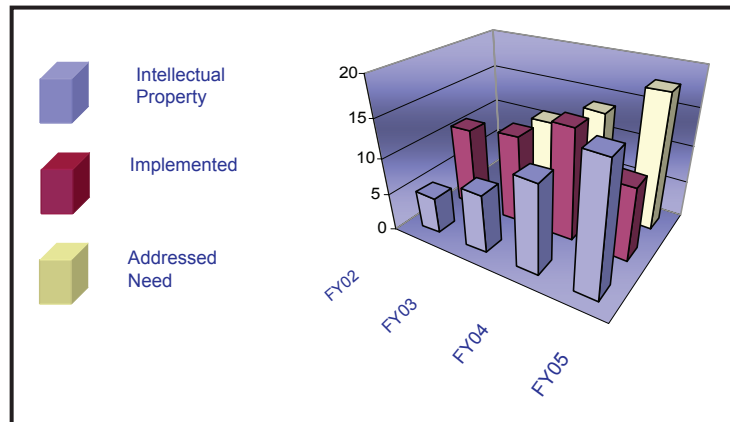 Intellectual
Property
Implemented
Addressed
Need
20
15
10
5
0
FY02
FY03
FY04
FY05